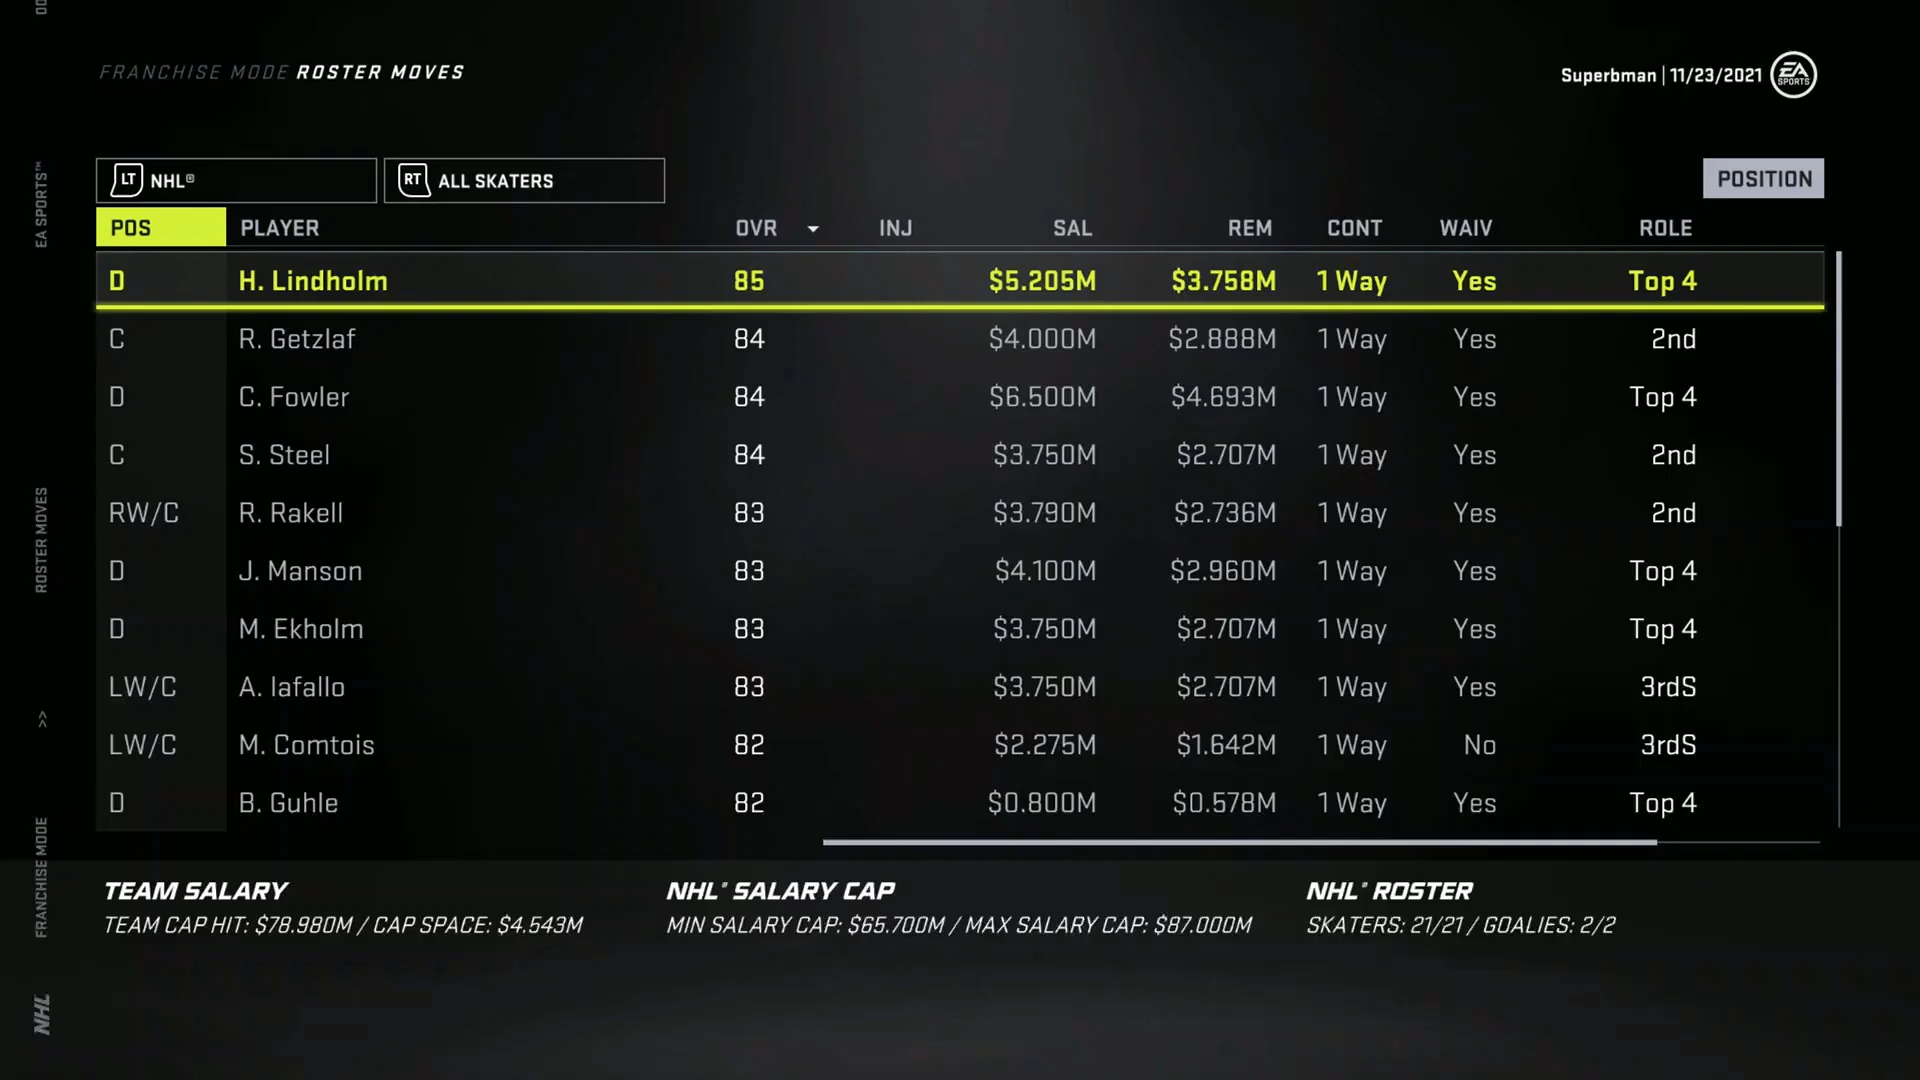 FRANCHISE MODE ROSTER MOVES
Superbman | 11/23/2021
EA SPORTS
LT NHL®
RT ALL SKATERS
POSITION
POS PLAYER OVR INJ SAL REM CONT WAIV ROLE
D H. Lindholm 85 $5.205M $3.758M 1 Way Yes Top 4
C R. Getzlaf 84 $4.000M $2.888M 1 Way Yes 2nd
D C. Fowler 84 $6.500M $4.693M 1 Way Yes Top 4
C S. Steel 84 $3.750M $2.707M 1 Way Yes 2nd
RW/C R. Rakell 83 $3.790M $2.736M 1 Way Yes 2nd
D J. Manson 83 $4.100M $2.960M 1 Way Yes Top 4
D M. Ekholm 83 $3.750M $2.707M 1 Way Yes Top 4
LW/C A. Iafallo 83 $3.750M $2.707M 1 Way Yes 3rdS
LW/C M. Comtois 82 $2.275M $1.642M 1 Way No 3rdS
D B. Guhle 82 $0.800M $0.578M 1 Way Yes Top 4
TEAM SALARY
TEAM CAP HIT: $78.980M / CAP SPACE: $4.543M
NHL® SALARY CAP
MIN SALARY CAP: $65.700M / MAX SALARY CAP: $87.000M
NHL® ROSTER
SKATERS: 21/21 / GOALIES: 2/2
NHL
FRANCHISE MODE
>>
ROSTER MOVES
EA SPORTS™